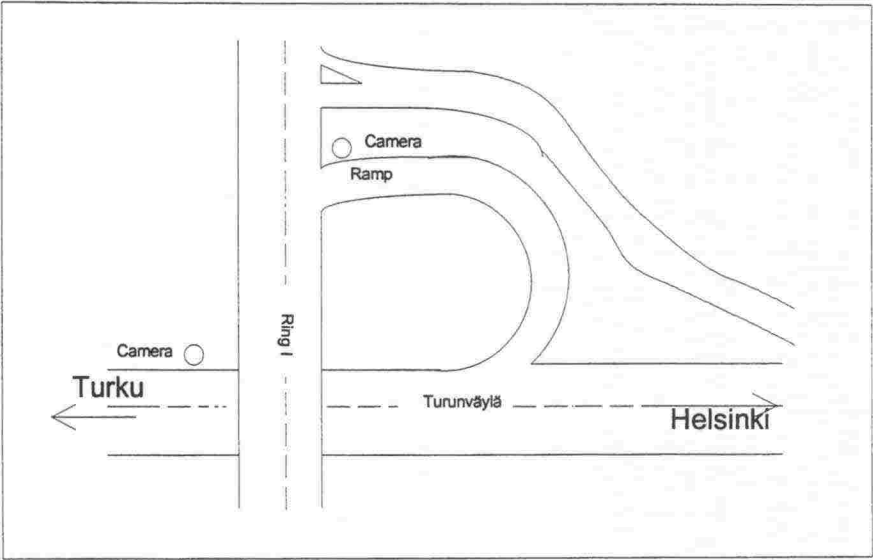 Camera
Ramp
Ring I
Camera
Turku
Turunväylä
Helsinki